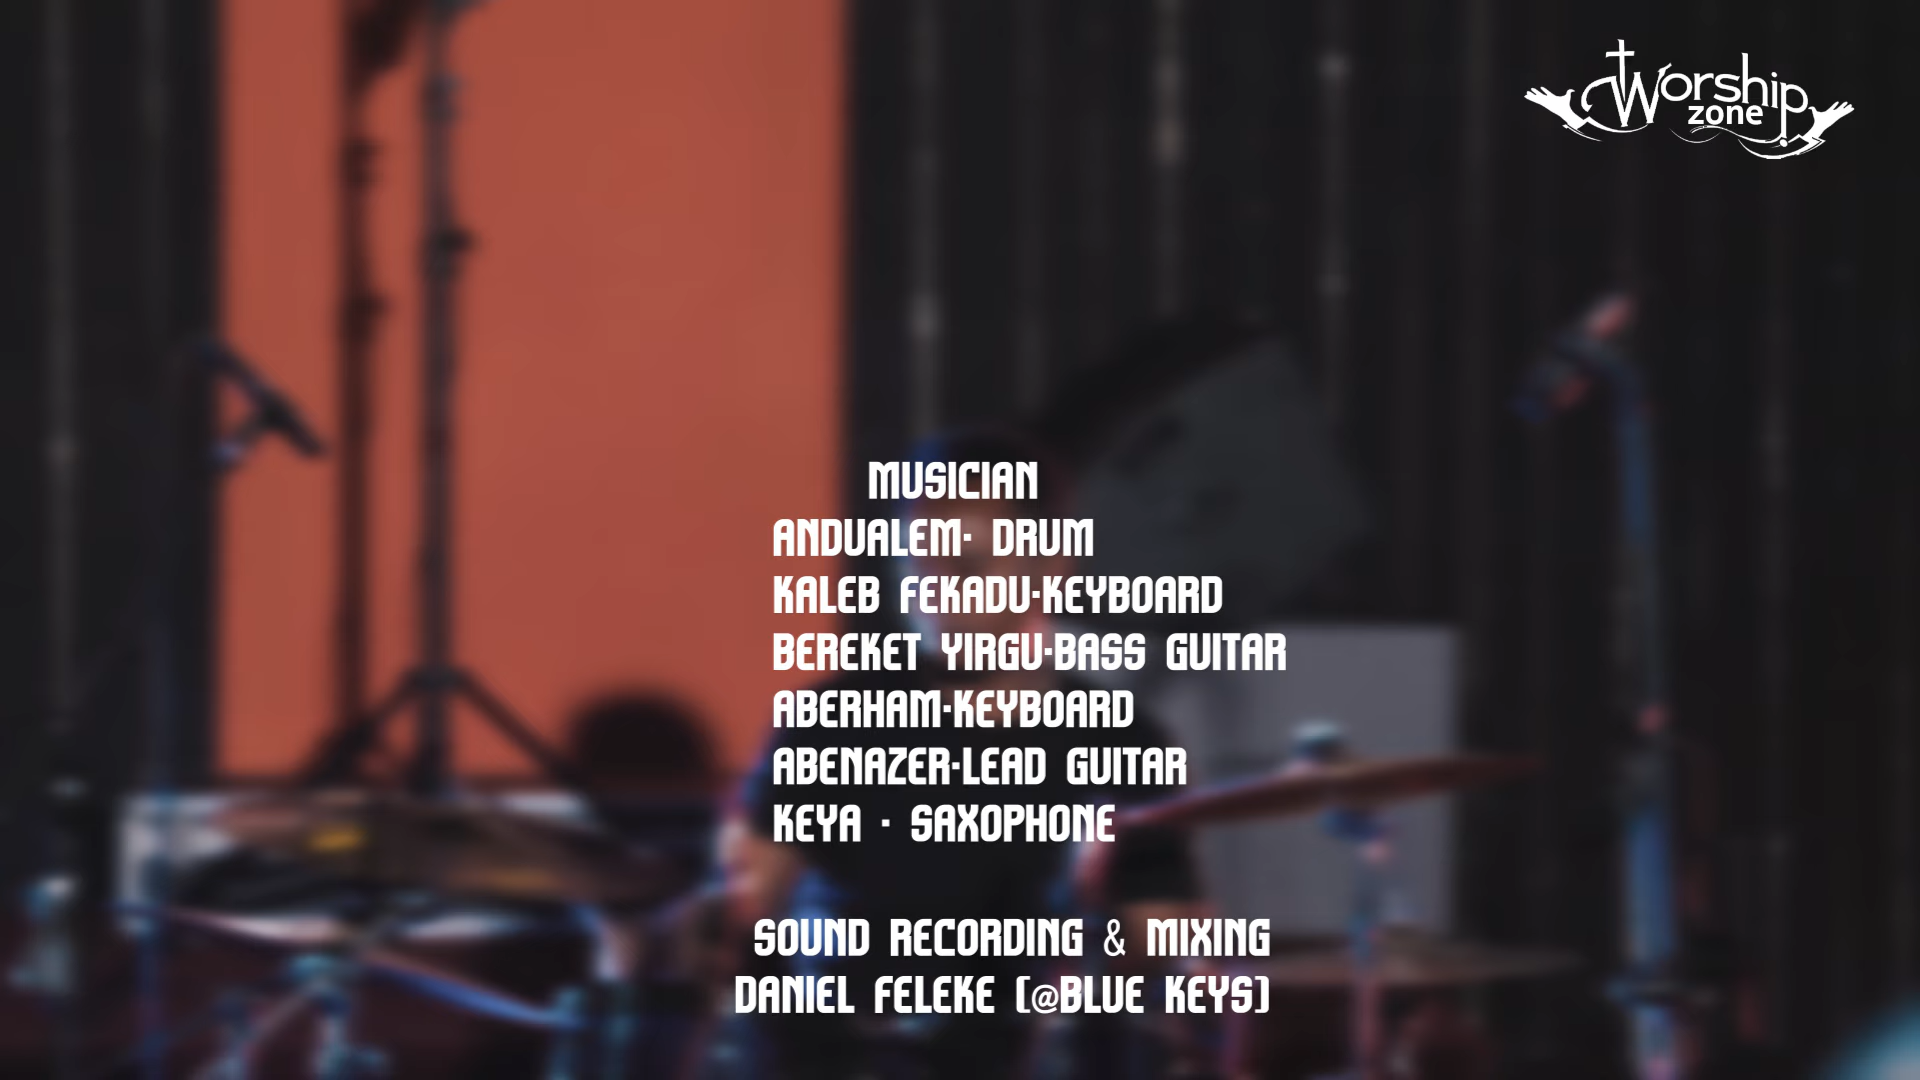 Worship
zone
MUSICIAN
ANDUALEM- DRUM
KALEB FEKADU-KEYBOARD
BEREKET YIRGU-BASS GUITAR
ABERHAM-KEYBOARD
ABENAZER-LEAD GUITAR
KEYA - SAXOPHONE
SOUND RECORDING & MIXING
DANIEL FELEKE (@BLUE KEYS)